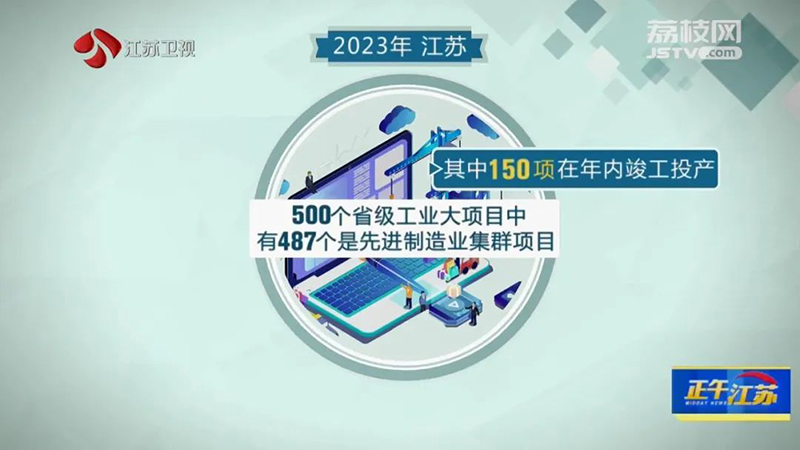 江苏卫视
2023年 江苏
荔枝网
JSTV.COM
其中150项在年内竣工投产
500个省级工业大项目中
有487个是先进制造业集群项目
正午江苏
MIDDAY NEWS